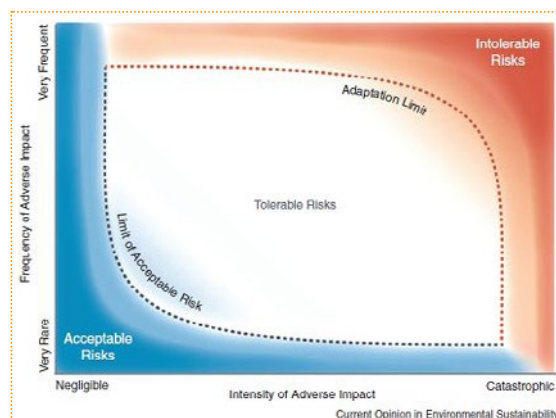 Very Frequent
Intolerable
Risks
Adaptation Limit
Frequency of Adverse Impact
Tolerable Risks
Limit of Acceptable Risk
Very Rare
Acceptable
Risks
Negligible
Intensity of Adverse Impact
Catastrophic
Current Opinion in Environmental Sustainability